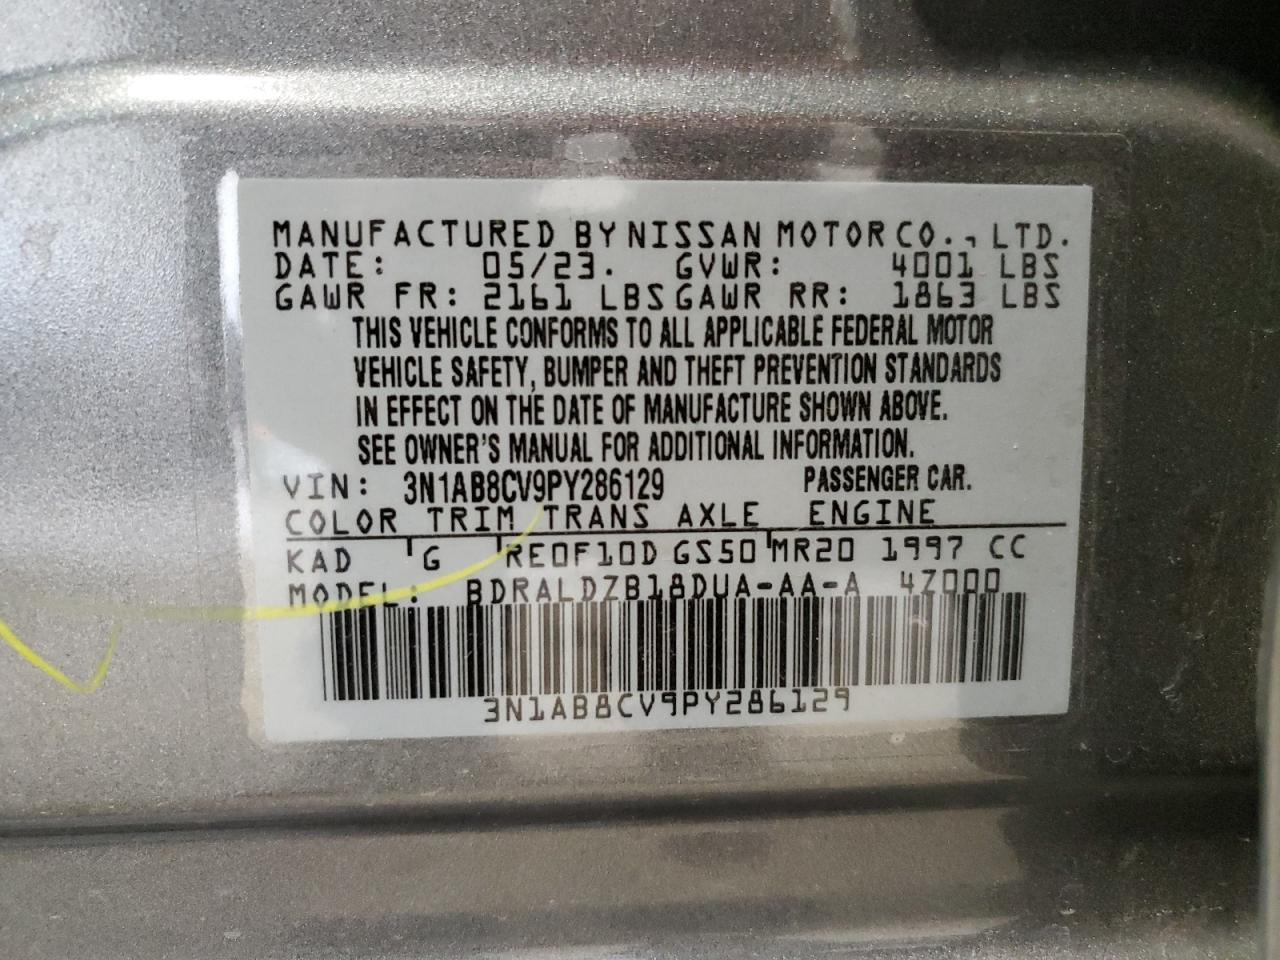 MANUFACTURED BY NISSAN MOTOR CO., LTD.
DATE: 05/23. GVWR: 4001 LBS
GAWR FR: 2161 LBS GAWR RR: 1863 LBS
THIS VEHICLE CONFORMS TO ALL APPLICABLE FEDERAL MOTOR
VEHICLE SAFETY, BUMPER AND THEFT PREVENTION STANDARDS
IN EFFECT ON THE DATE OF MANUFACTURE SHOWN ABOVE.
SEE OWNER'S MANUAL FOR ADDITIONAL INFORMATION.
VIN: 3N1AB8CV9PY286129 PASSENGER CAR.
COLOR TRIM TRANS AXLE ENGINE
KAD G RE0F10D GS50 MR20 1997 CC
MODEL: BDRALDZB18DUA-AA-A 4Z000
3N1AB8CV9PY286129